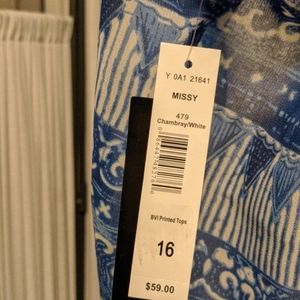 Y 0A1 21641
MISSY
479
Chambray/White
BVI Printed Tops
16
$59.00